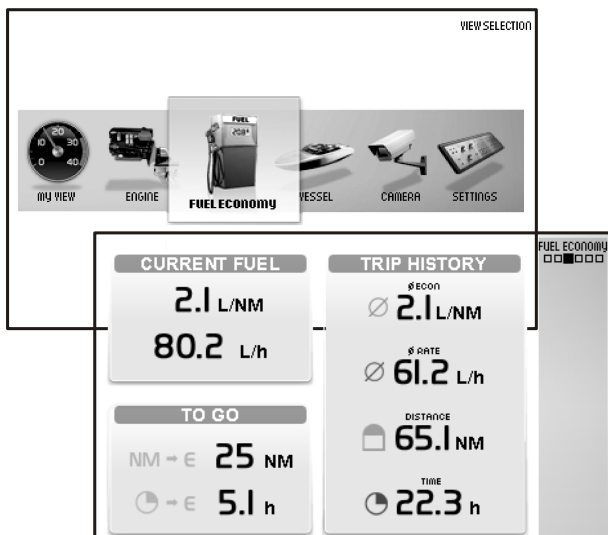 VIEW SELECTION
10 20 30
0 40
FUEL
MY VIEW ENGINE FUEL ECONOMY VESSEL CAMERA SETTINGS
FUEL ECONOMY
CURRENT FUEL
2.1 L/NM
80.2 L/h
TO GO
NM → E 25 NM
→ E 5.1 h
TRIP HISTORY
Ø ECON
Ø 2.1 L/NM
Ø RATE
Ø 61.2 L/h
DISTANCE
65.1 NM
TIME
22.3 h